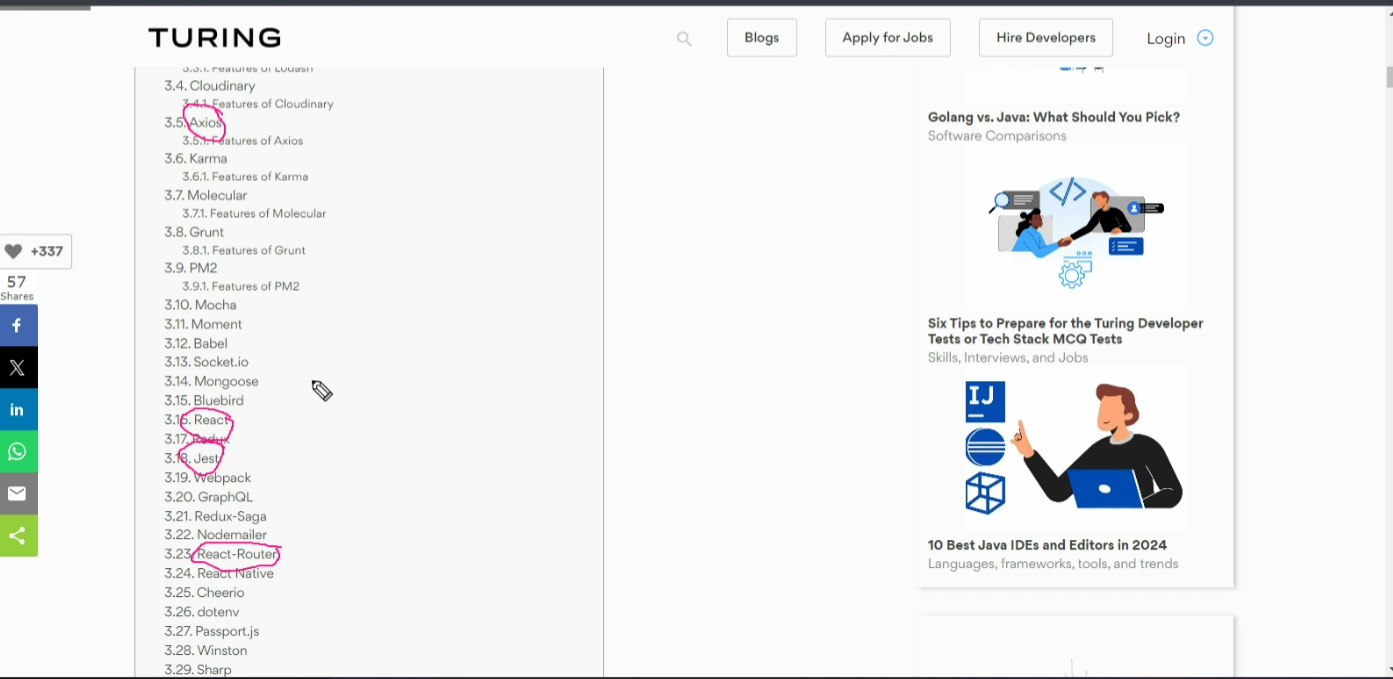 TURING
Blogs
Apply for Jobs
Hire Developers
Login
3.3.1. Features of Lodash
3.4. Cloudinary
3.4.1. Features of Cloudinary
3.5. Axios
3.5.1. Features of Axios
3.6. Karma
3.6.1. Features of Karma
3.7. Molecular
3.7.1. Features of Molecular
3.8. Grunt
3.8.1. Features of Grunt
3.9. PM2
3.9.1. Features of PM2
3.10. Mocha
3.11. Moment
3.12. Babel
3.13. Socket.io
3.14. Mongoose
3.15. Bluebird
3.16. React
3.17. Redux
3.18. Jest
3.19. Webpack
3.20. GraphQL
3.21. Redux-Saga
3.22. Nodemailer
3.23. React-Router
3.24. React Native
3.25. Cheerio
3.26. dotenv
3.27. Passport.js
3.28. Winston
3.29. Sharp
+337
57
Shares
f
X
in
Golang vs. Java: What Should You Pick?
Software Comparisons
Six Tips to Prepare for the Turing Developer
Tests or Tech Stack MCQ Tests
Skills, Interviews, and Jobs
IJ
10 Best Java IDEs and Editors in 2024
Languages, frameworks, tools, and trends